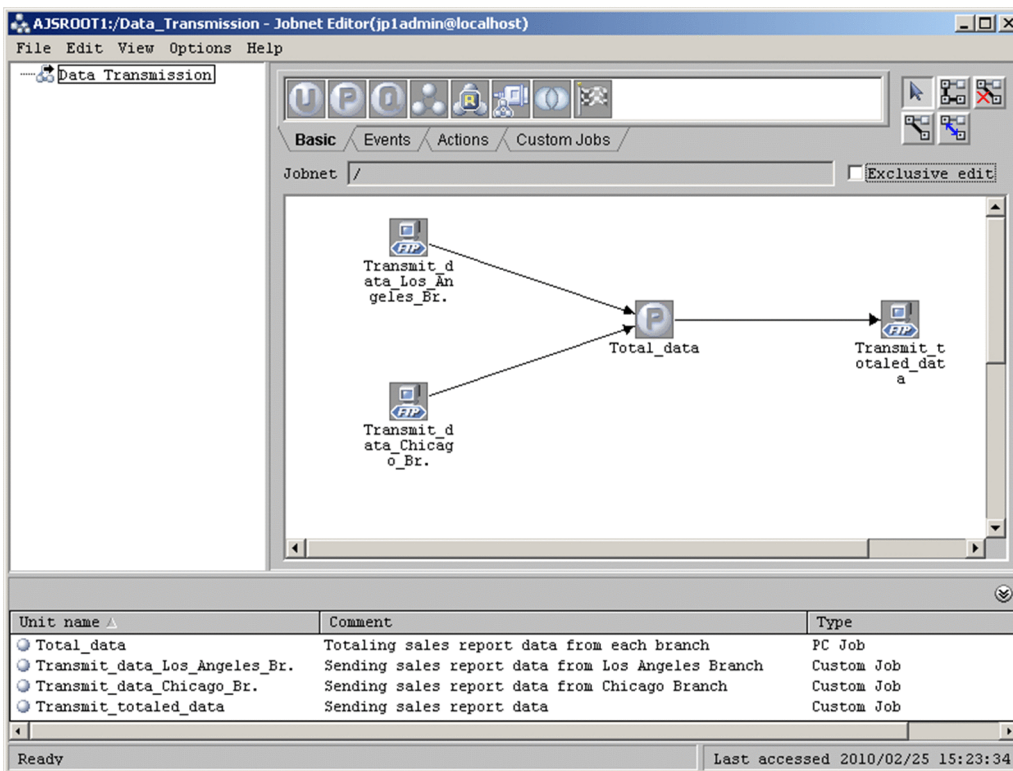 AJSROOT1:/Data_Transmission - Jobnet Editor(jp1admin@localhost)
File Edit View Options Help
Data Transmission
U P Q R
Basic Events Actions Custom Jobs
Jobnet / Exclusive edit
FTP
Transmit_d
ata_Los_An
geles_Br.
P
Total_data
FTP
Transmit_t
otaled_dat
a
FTP
Transmit_d
ata_Chicag
o_Br.
Unit name Comment Type
Total_data Totaling sales report data from each branch PC Job
Transmit_data_Los_Angeles_Br. Sending sales report data from Los Angeles Branch Custom Job
Transmit_data_Chicago_Br. Sending sales report data from Chicago Branch Custom Job
Transmit_totaled_data Sending sales report data Custom Job
Ready Last accessed 2010/02/25 15:23:34